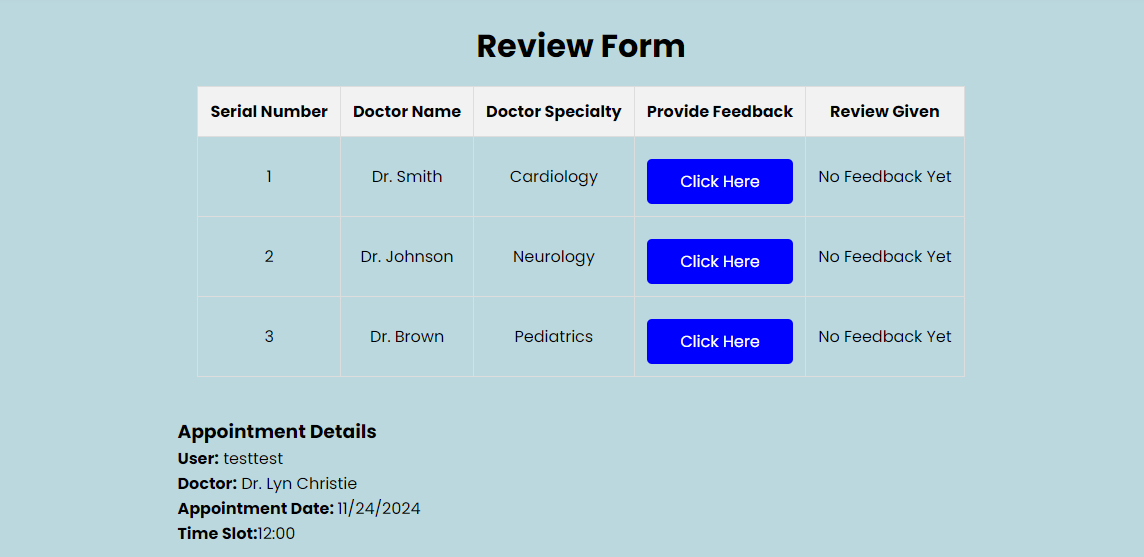 Review Form
Serial Number Doctor Name Doctor Specialty Provide Feedback Review Given
1 Dr. Smith Cardiology Click Here No Feedback Yet
2 Dr. Johnson Neurology Click Here No Feedback Yet
3 Dr. Brown Pediatrics Click Here No Feedback Yet
Appointment Details
User: testtest
Doctor: Dr. Lyn Christie
Appointment Date: 11/24/2024
Time Slot:12:00